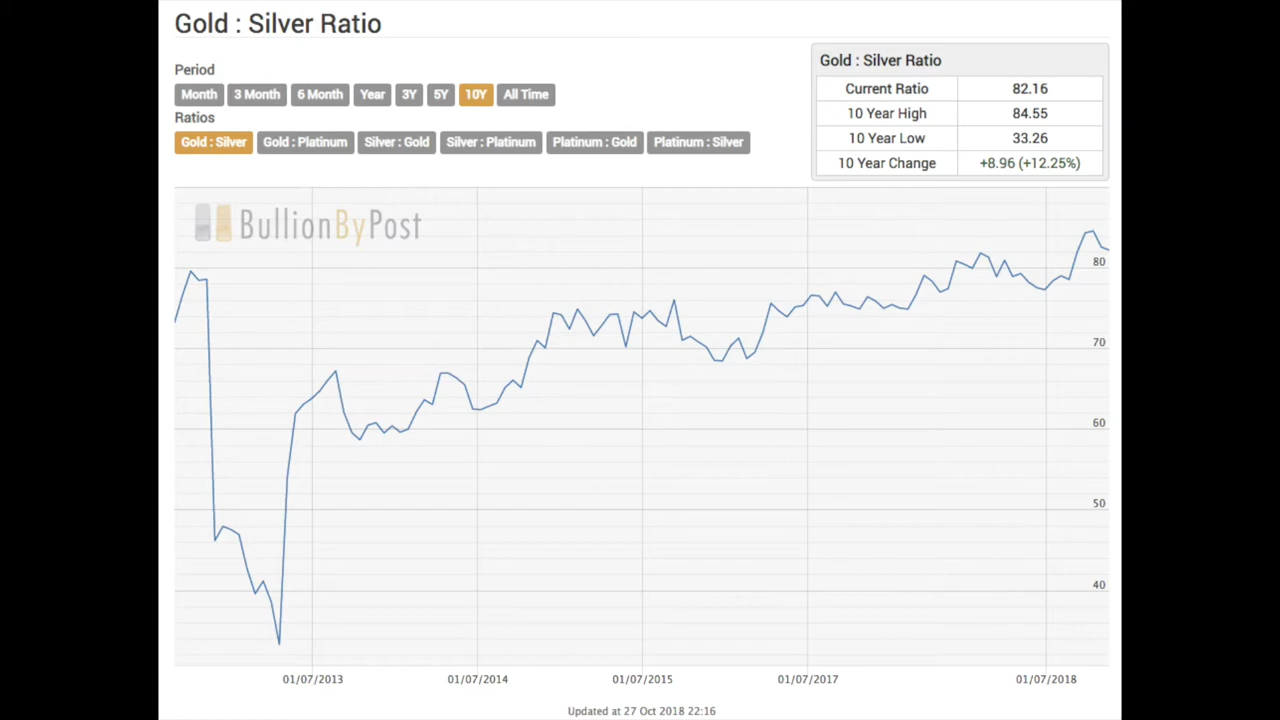 Gold : Silver Ratio
Period
Month 3 Month 6 Month Year 3Y 5Y 10Y All Time
Ratios
Gold : Silver Gold : Platinum Silver : Gold Silver : Platinum Platinum : Gold Platinum : Silver
Gold : Silver Ratio
Current Ratio 82.16
10 Year High 84.55
10 Year Low 33.26
10 Year Change +8.96 (+12.25%)
BullionByPost
80
70
60
50
40
01/07/2013 01/07/2014 01/07/2015 01/07/2017 01/07/2018
Updated at 27 Oct 2018 22:16